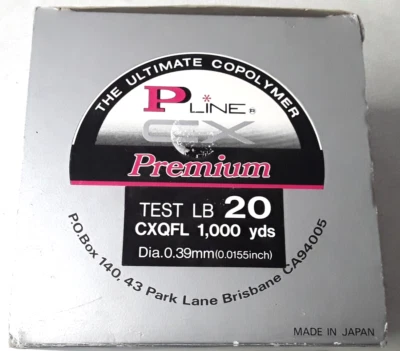 THE ULTIMATE COPOLYMER
P LINE®
CX
Premium
TEST LB 20
CXQFL 1,000 yds
Dia.0.39mm(0.0155inch)
P.O.Box 140, 43 Park Lane Brisbane CA94005
MADE IN JAPAN